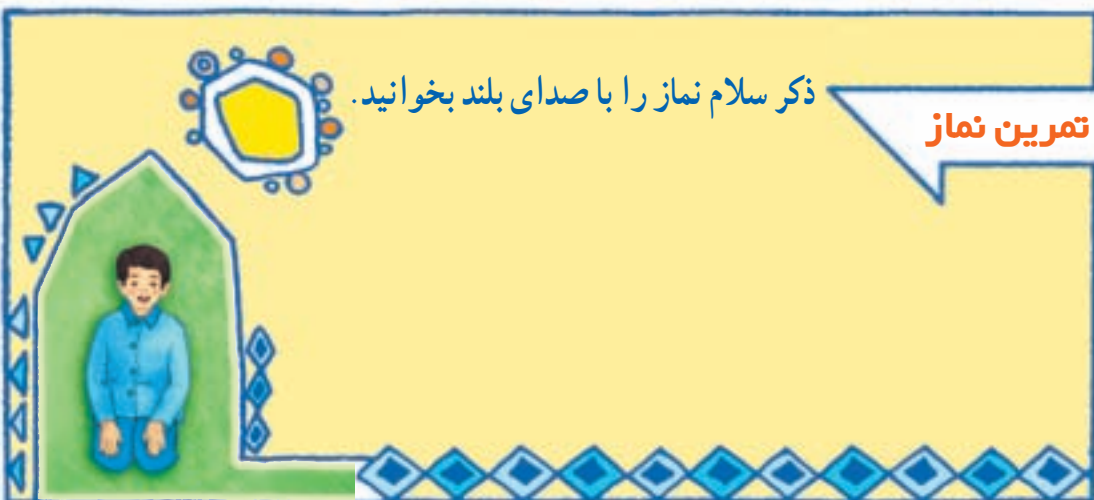 تمرین نماز
ذکر سلام نماز را با صدای بلند بخوانید.